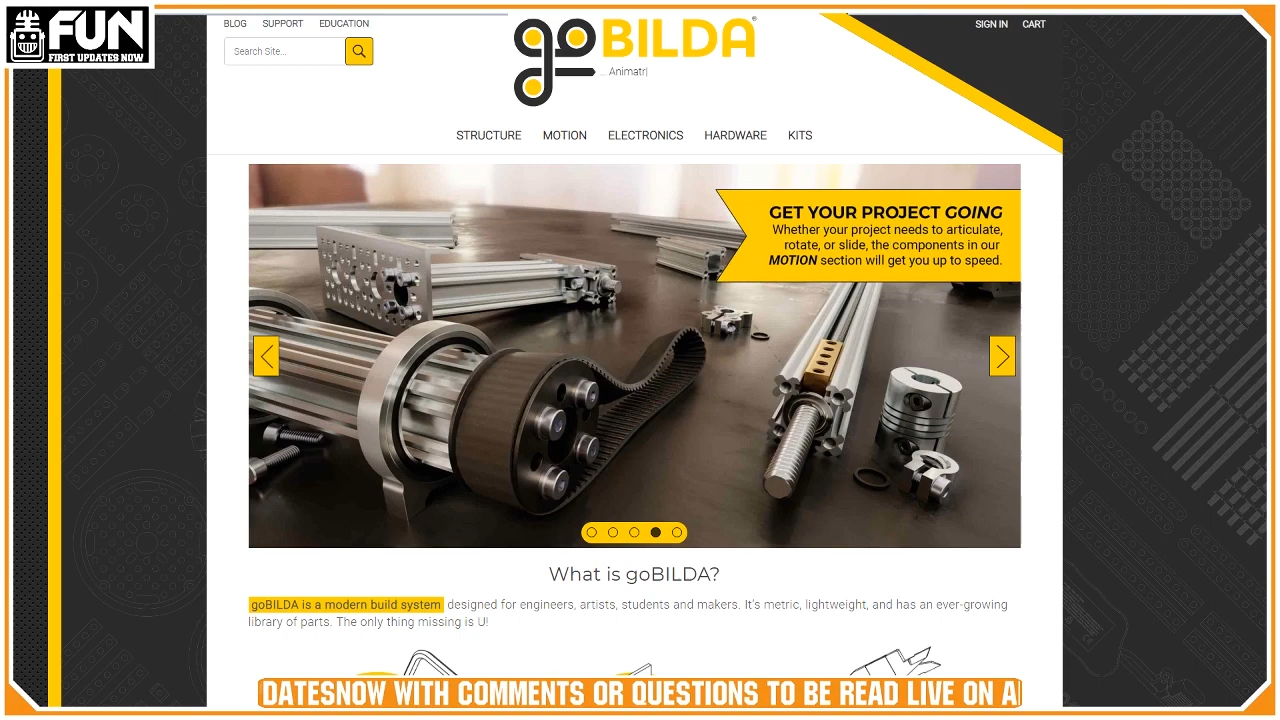 FUN
FIRST UPDATES NOW
BLOG SUPPORT EDUCATION
SIGN IN CART
Search Site...
goBILDA®
... Animatr|
STRUCTURE MOTION ELECTRONICS HARDWARE KITS
GET YOUR PROJECT GOING
Whether your project needs to articulate,
rotate, or slide, the components in our
MOTION section will get you up to speed.
What is goBILDA?
goBILDA is a modern build system designed for engineers, artists, students and makers. It's metric, lightweight, and has an ever-growing
library of parts. The only thing missing is U!
DATESNOW WITH COMMENTS OR QUESTIONS TO BE READ LIVE ON A